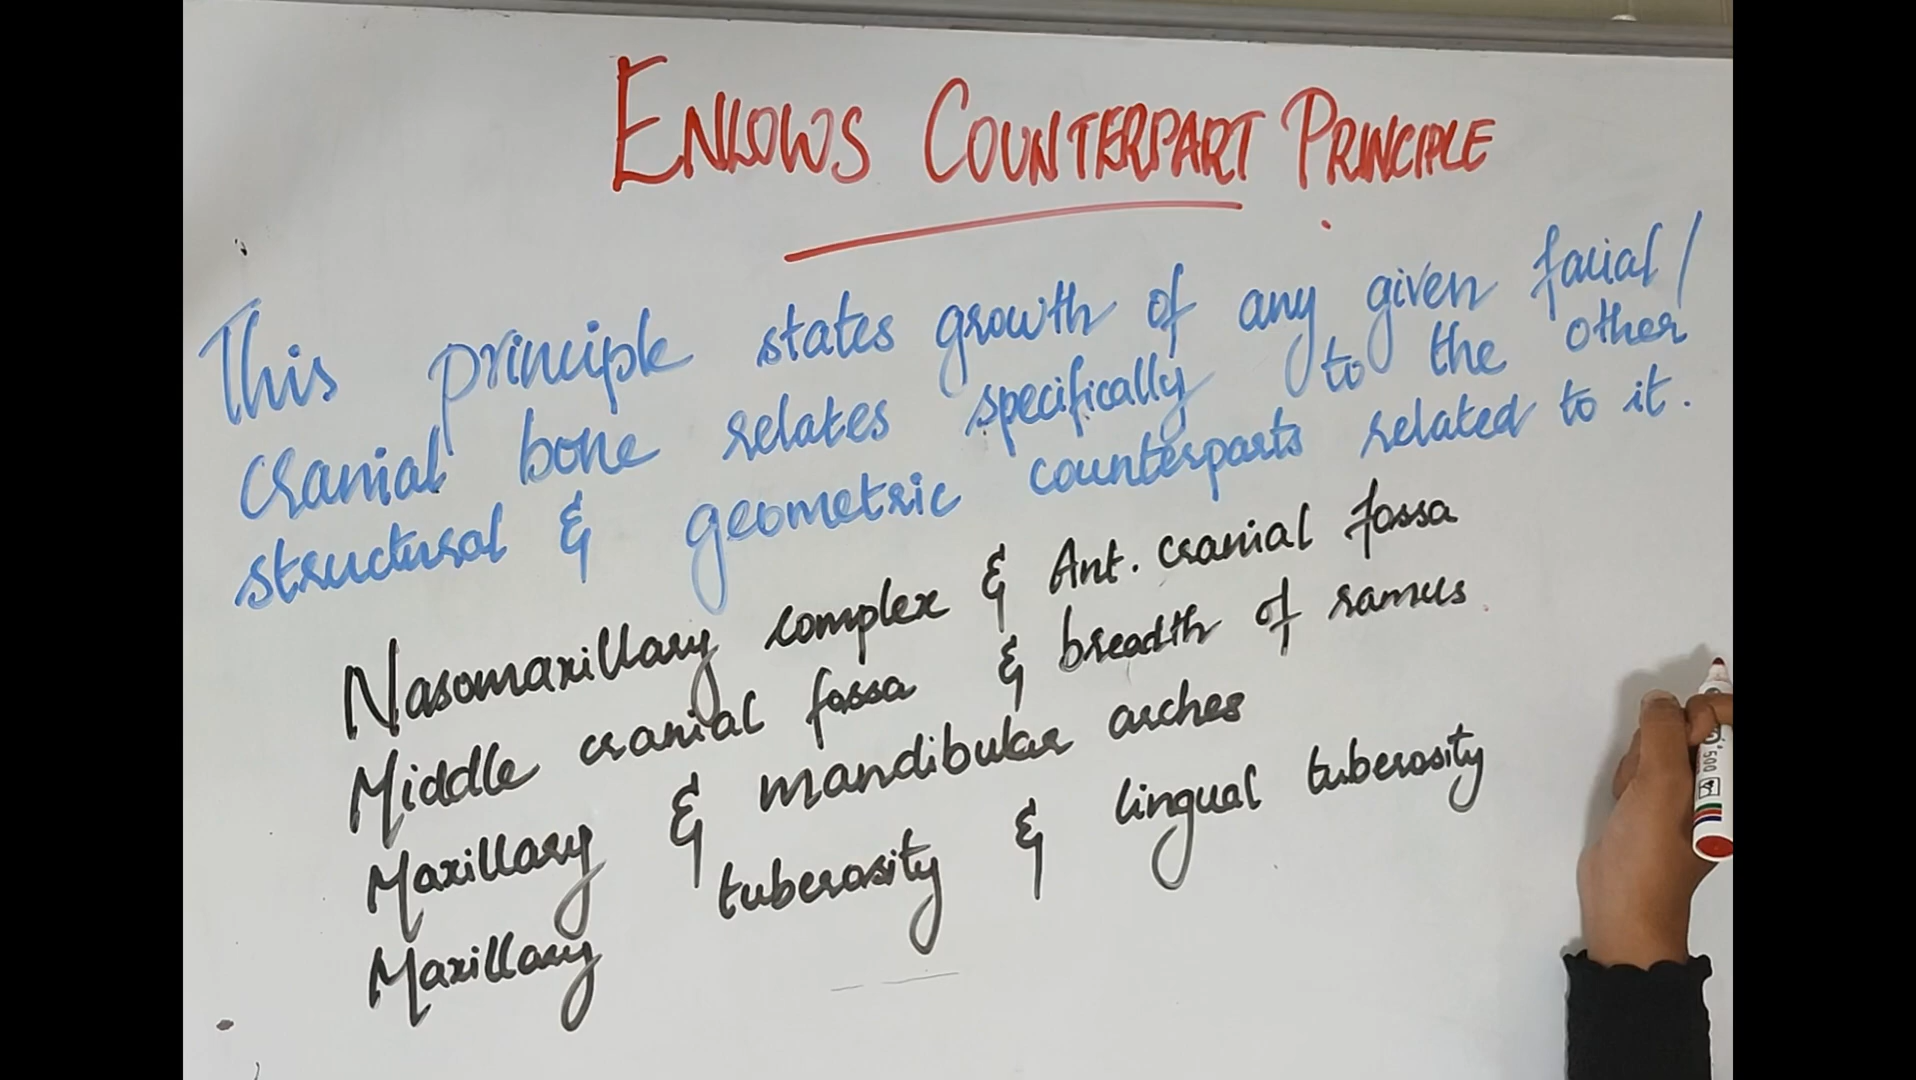 ENLOWS COUNTERPART PRINCIPLE
This principle states growth of any given facial/
cranial bone relates specifically to the other
structural & geometric counterparts related to it.
Nasomaxillary complex & Ant. cranial fossa
Middle cranial fossa & breadth of ramus
Maxillary & mandibular arches
Maxillary tuberosity & lingual tuberosity
500